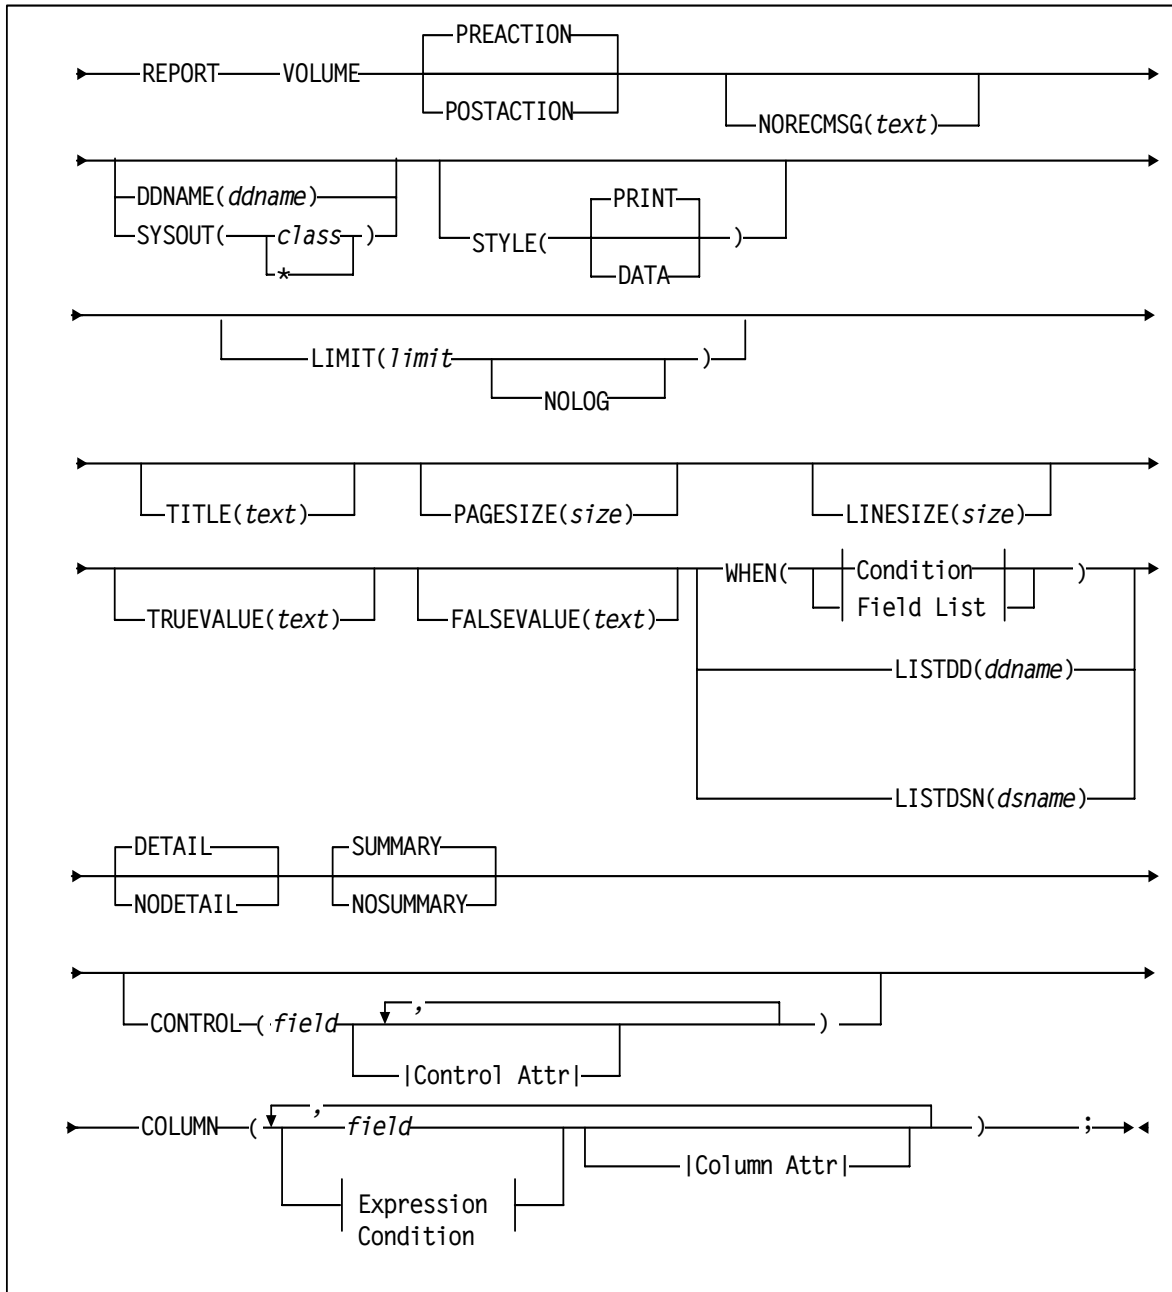 PREACTION
REPORT VOLUME
POSTACTION
NORECMSG(text)
DDNAME(ddname)
SYSOUT( class )
*
STYLE( PRINT )
DATA
LIMIT(limit )
NOLOG
TITLE(text) PAGESIZE(size) LINESIZE(size)
TRUEVALUE(text) FALSEVALUE(text)
WHEN( Condition )
Field List
LISTDD(ddname)
LISTDSN(dsname)
DETAIL SUMMARY
NODETAIL NOSUMMARY
,
CONTROL ( field )
|Control Attr|
,
COLUMN ( field ) ;
|Column Attr|
Expression
Condition